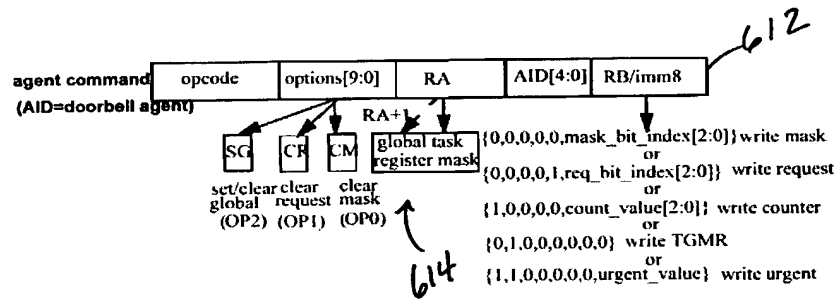 612
agent command opcode options[9:0] RA AID[4:0] RB/imm8
(AID=doorbell agent)
RA+1
SG CR CM global task {0,0,0,0,0,mask_bit_index[2:0]} write mask
register mask or
set/clear clear clear {0,0,0,0,1,req_bit_index[2:0]} write request
global request mask or
(OP2) (OP1) (OP0) {1,0,0,0,0,count_value[2:0]} write counter
or
614 {0,1,0,0,0,0,0,0} write TGMR
or
{1,1,0,0,0,0,0,urgent_value} write urgent